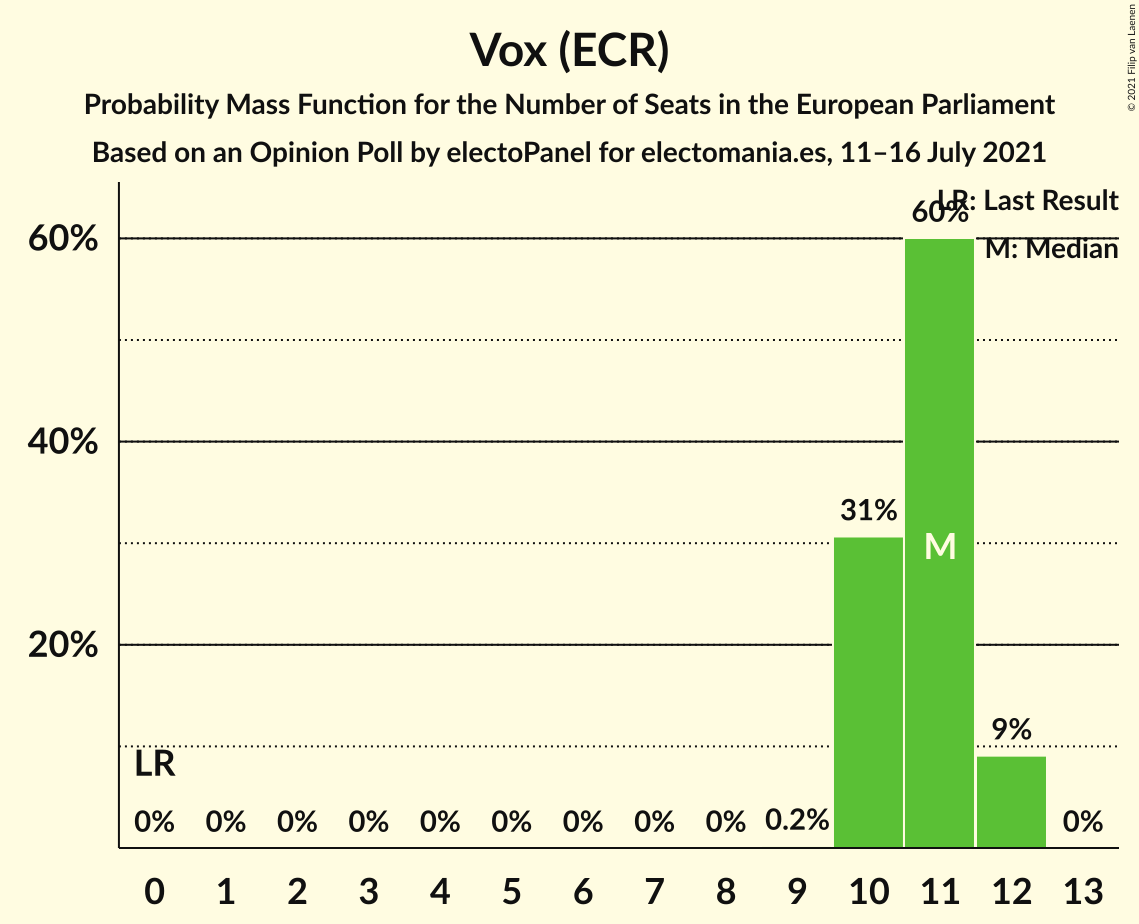 Vox (ECR)
Probability Mass Function for the Number of Seats in the European Parliament
Based on an Opinion Poll by electoPanel for electomania.es, 11–16 July 2021
© 2021 Filip van Laenen
LR: Last Result
M: Median
60%
40%
20%
60%
31%
M
9%
LR
0% 0% 0% 0% 0% 0% 0% 0% 0% 0.2% 0%
0 1 2 3 4 5 6 7 8 9 10 11 12 13